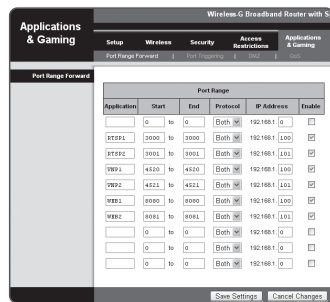 Wireless-G Broadband Router with S
Applications & Gaming
Setup Wireless Security Access Restrictions Applications & Gaming
Port Range Forward | Port Triggering | DMZ | QoS
Port Range Forward
Port Range
Application Start End Protocol IP Address Enable
0 to 0 Both 192.168.1. 0
RTSP1 3000 to 3000 Both 192.168.1. 100
RTSP2 3001 to 3001 Both 192.168.1. 101
VNP1 4520 to 4520 Both 192.168.1. 100
VNP2 4521 to 4521 Both 192.168.1. 101
WEB1 8080 to 8080 Both 192.168.1. 100
WEB2 8081 to 8081 Both 192.168.1. 101
0 to 0 Both 192.168.1. 0
0 to 0 Both 192.168.1. 0
0 to 0 Both 192.168.1. 0
Save Settings Cancel Changes